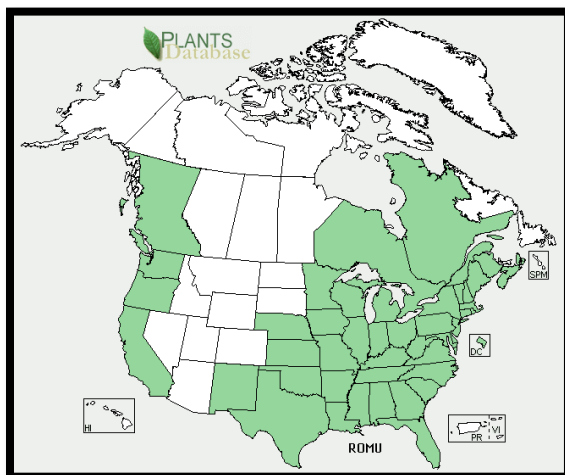 PLANTS
Database
SPM
DC
HI
PR
VI
ROMU